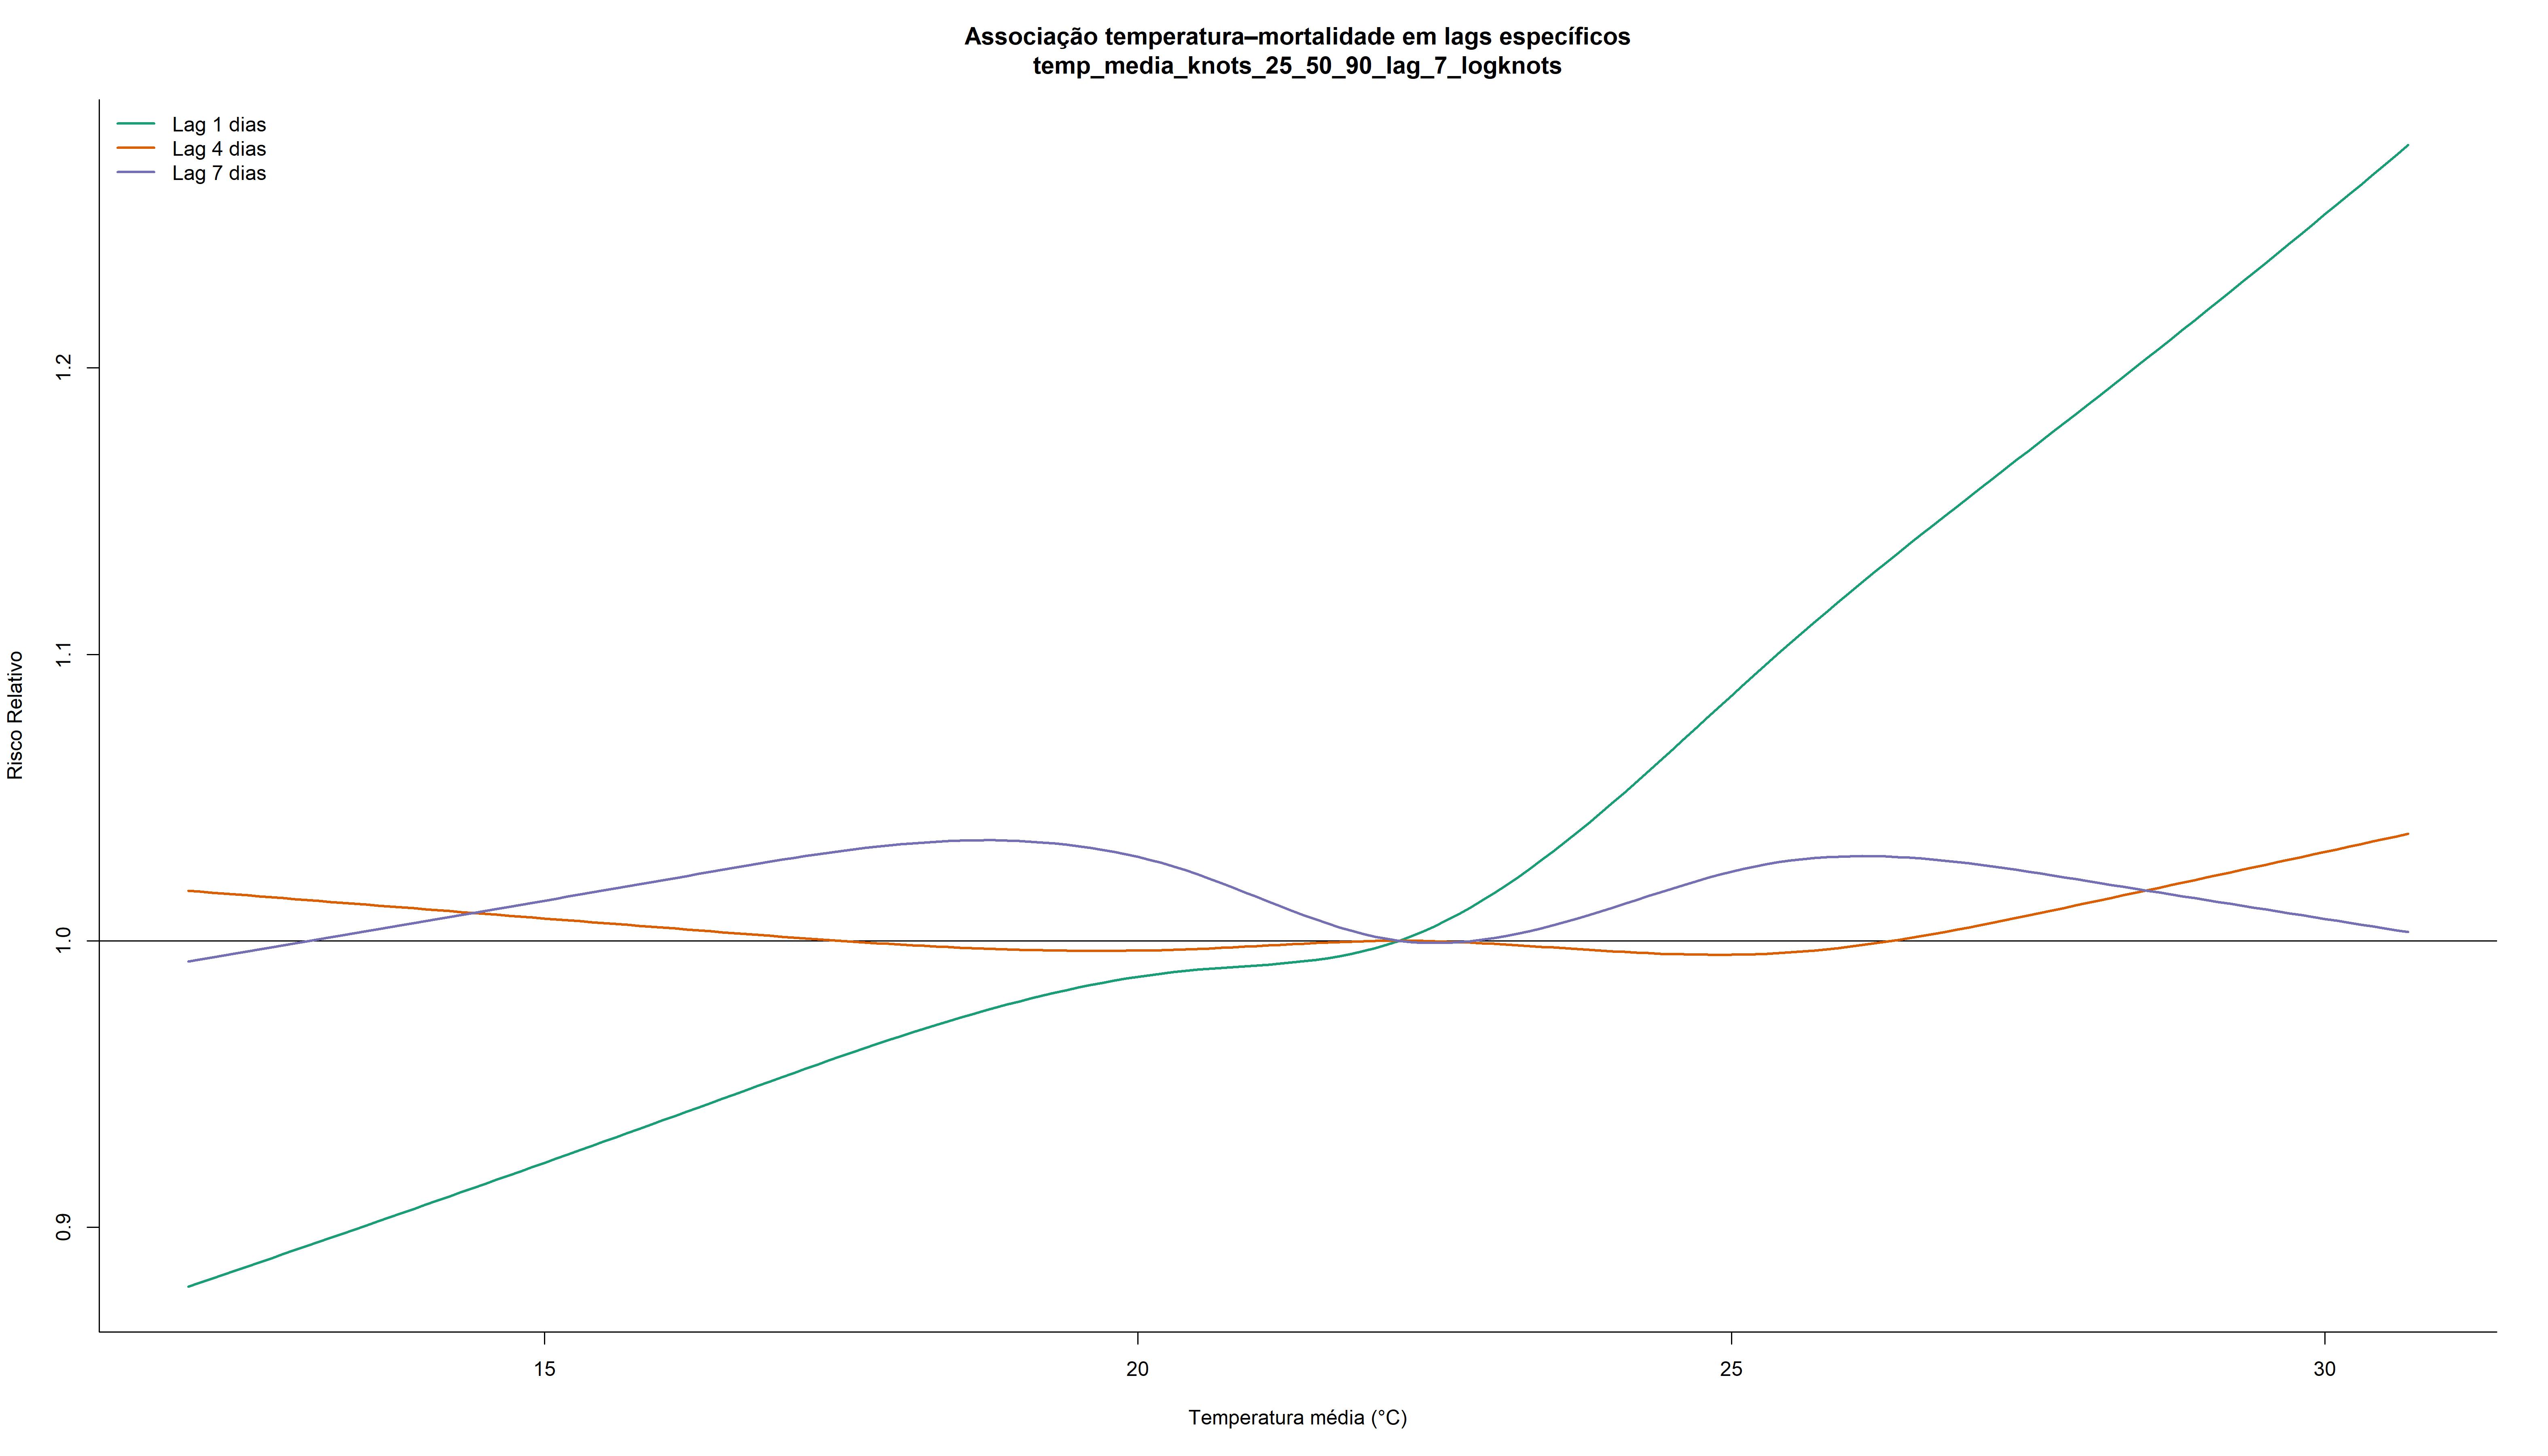 Associação temperatura–mortalidade em lags específicos
temp_media_knots_25_50_90_lag_7_logknots
Lag 1 dias
Lag 4 dias
Lag 7 dias
Risco Relativo
1.2
1.1
1.0
0.9
15
20
25
30
Temperatura média (°C)